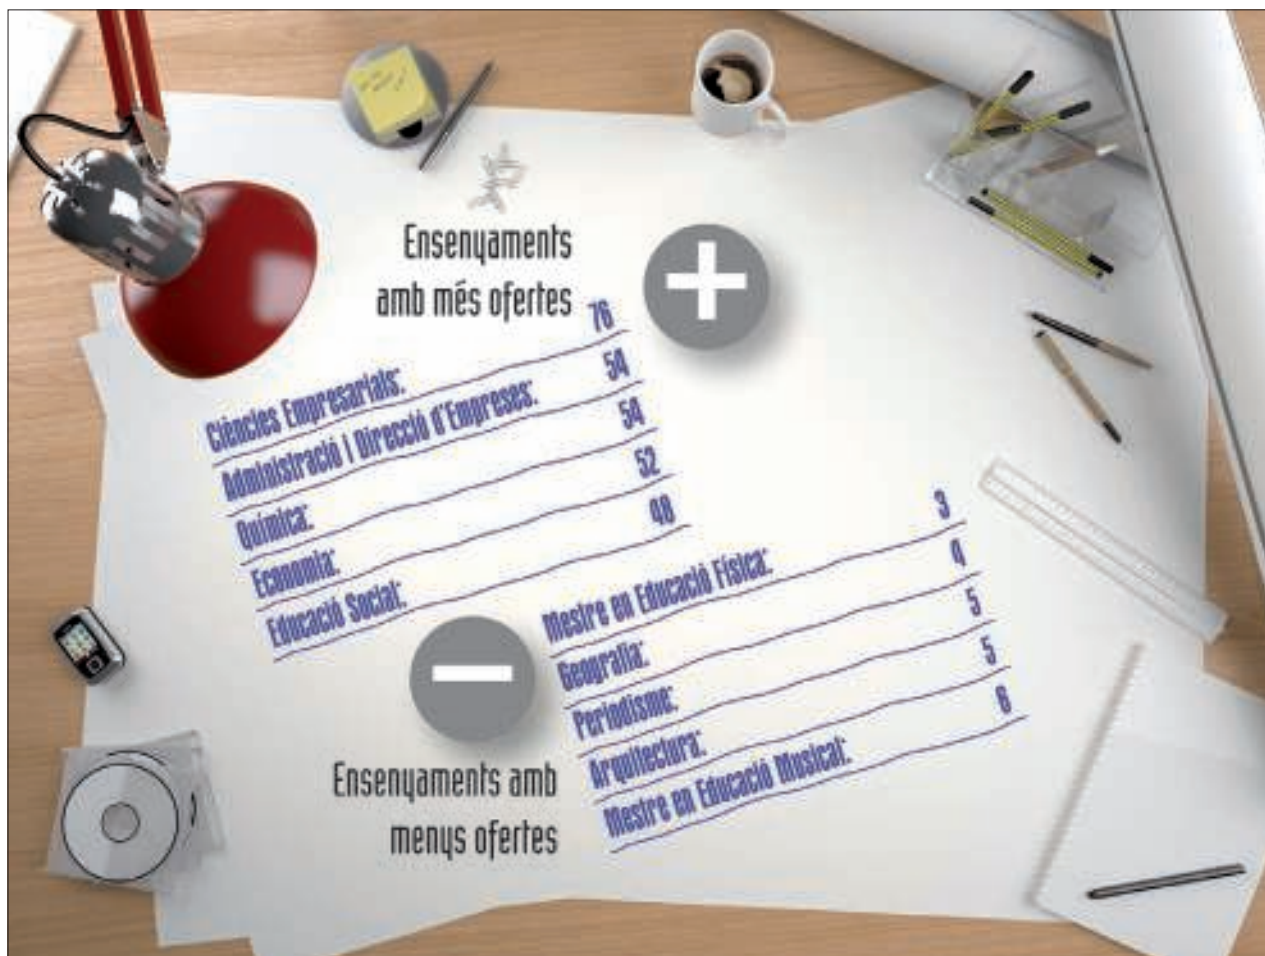 Ensenyaments
amb més ofertes
Ciències Empresarials: 76
Administració i Direcció d'Empreses: 54
Química: 54
Economia: 52
Educació Social: 40
Mestre en Educació Física: 3
Geografia: 4
Periodisme: 5
Arquitectura: 5
Mestre en Educació Musical: 6
Ensenyaments amb
menys ofertes